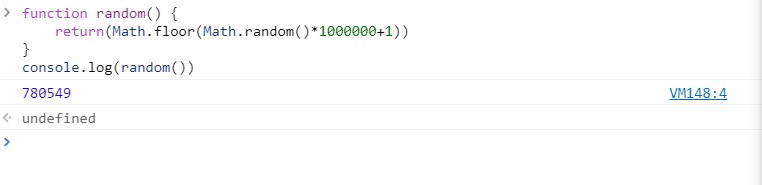 function random() {
    return(Math.floor(Math.random()*1000000+1))
}
console.log(random())
780549 VM148:4
undefined